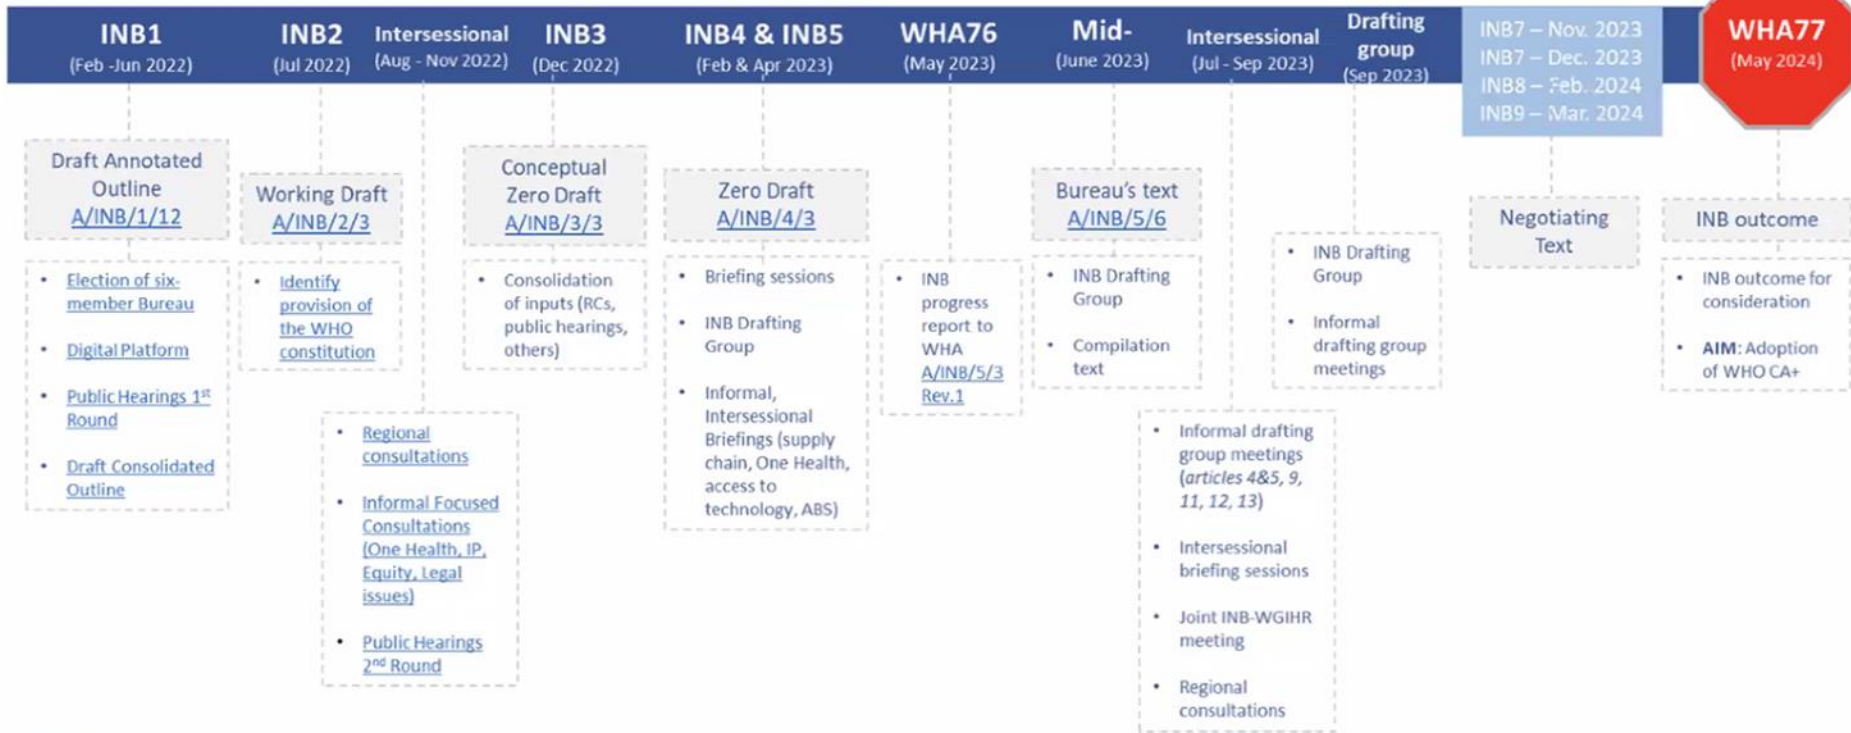 INB1
(Feb -Jun 2022)
INB2
(Jul 2022)
Intersessional
(Aug - Nov 2022)
INB3
(Dec 2022)
INB4 & INB5
(Feb & Apr 2023)
WHA76
(May 2023)
Mid-
(June 2023)
Intersessional
(Jul - Sep 2023)
Drafting
group
(Sep 2023)
INB7 – Nov. 2023
INB7 – Dec. 2023
INB8 – Feb. 2024
INB9 – Mar. 2024
WHA77
(May 2024)
Draft Annotated
Outline
A/INB/1/12
• Election of six-
member Bureau
• Digital Platform
• Public Hearings 1st
Round
• Draft Consolidated
Outline
Working Draft
A/INB/2/3
• Identify
provision of
the WHO
constitution
• Regional
consultations
• Informal Focused
Consultations
(One Health, IP,
Equity, Legal
issues)
• Public Hearings
2nd Round
Conceptual
Zero Draft
A/INB/3/3
• Consolidation
of inputs (RCs,
public hearings,
others)
Zero Draft
A/INB/4/3
• Briefing sessions
• INB Drafting
Group
• Informal,
Intersessional
Briefings (supply
chain, One Health,
access to
technology, ABS)
• INB
progress
report to
WHA
A/INB/5/3
Rev.1
Bureau's text
A/INB/5/6
• INB Drafting
Group
• Compilation
text
• Informal drafting
group meetings
(articles 4&5, 9,
11, 12, 13)
• Intersessional
briefing sessions
• Joint INB-WGIHR
meeting
• Regional
consultations
• INB Drafting
Group
• Informal
drafting group
meetings
Negotiating
Text
INB outcome
• INB outcome for
consideration
• AIM: Adoption
of WHO CA+